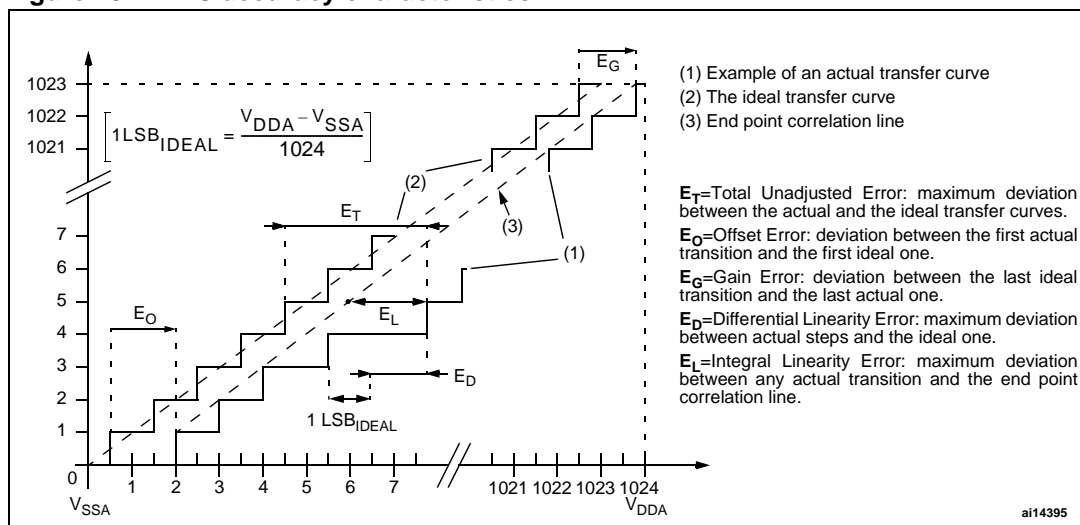 (1) Example of an actual transfer curve
(2) The ideal transfer curve
(3) End point correlation line
E_T=Total Unadjusted Error: maximum deviation
between the actual and the ideal transfer curves.
E_O=Offset Error: deviation between the first actual
transition and the first ideal one.
E_G=Gain Error: deviation between the last ideal
transition and the last actual one.
E_D=Differential Linearity Error: maximum deviation
between actual steps and the ideal one.
E_L=Integral Linearity Error: maximum deviation
between any actual transition and the end point
correlation line.
E_G
1023
1022
1021
[1LSB_IDEAL = (V_DDA − V_SSA) / 1024]
(2)
E_T
(3)
(1)
7
6
5
4
3
2
1
0
E_O
E_L
E_D
1 LSB_IDEAL
1 2 3 4 5 6 7 1021 1022 1023 1024
V_SSA
V_DDA
ai14395